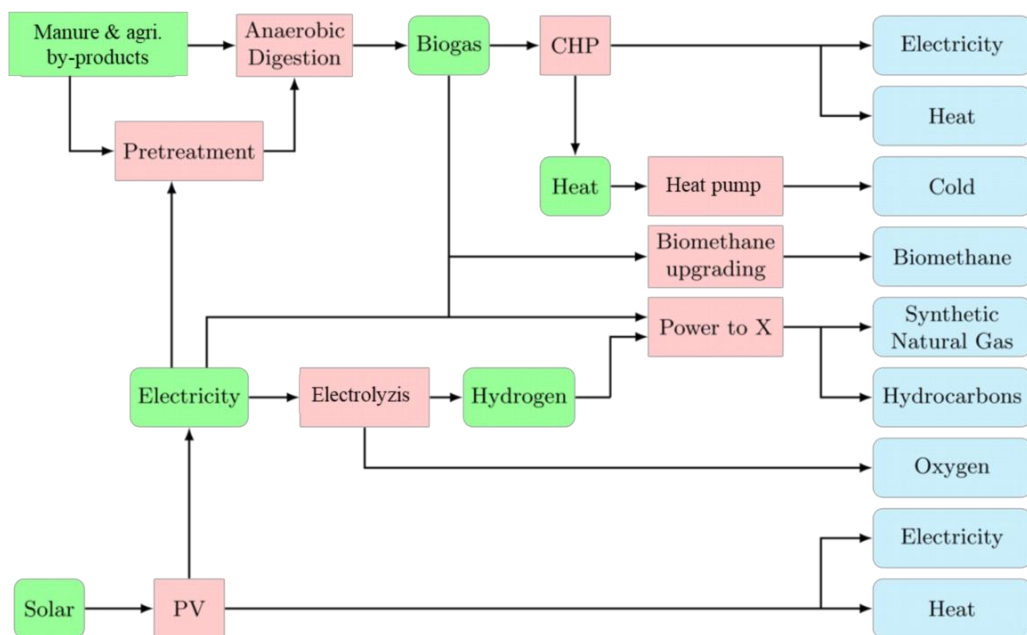 Manure & agri.
by-products
Anaerobic
Digestion
Biogas
CHP
Electricity
Heat
Pretreatment
Heat
Heat pump
Cold
Biomethane
upgrading
Biomethane
Power to X
Synthetic
Natural Gas
Electricity
Electrolyzis
Hydrogen
Hydrocarbons
Oxygen
Electricity
Solar
PV
Heat